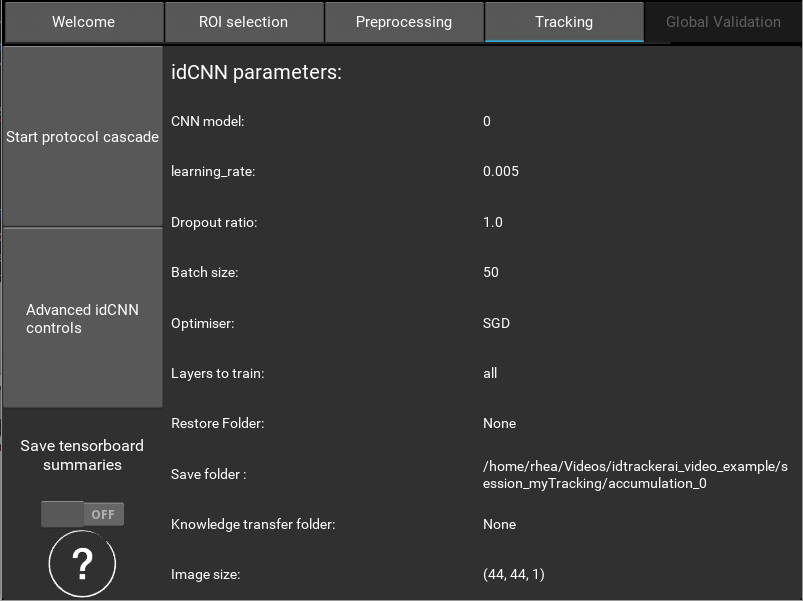 Welcome
ROI selection
Preprocessing
Tracking
Global Validation
Start protocol cascade
Advanced idCNN
controls
Save tensorboard
summaries
OFF
?
idCNN parameters:
CNN model: 0
learning_rate: 0.005
Dropout ratio: 1.0
Batch size: 50
Optimiser: SGD
Layers to train: all
Restore Folder: None
Save folder : /home/rhea/Videos/idtrackerai_video_example/s
ession_myTracking/accumulation_0
Knowledge transfer folder: None
Image size: (44, 44, 1)